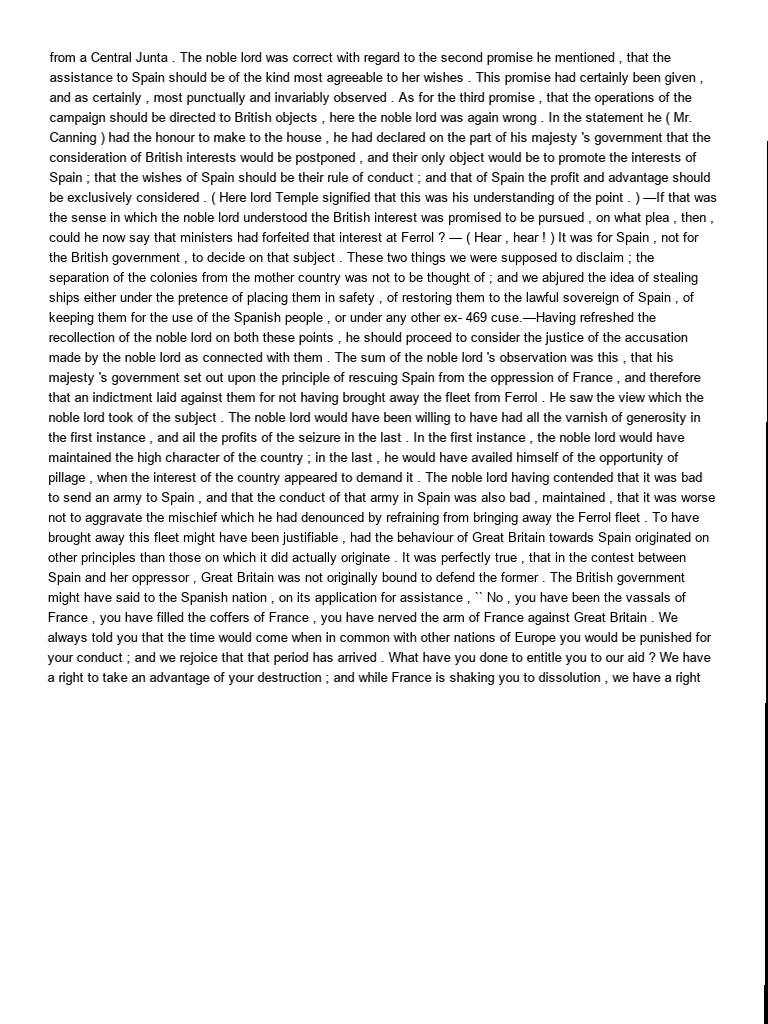 from a Central Junta . The noble lord was correct with regard to the second promise he mentioned , that the
assistance to Spain should be of the kind most agreeable to her wishes . This promise had certainly been given ,
and as certainly , most punctually and invariably observed . As for the third promise , that the operations of the
campaign should be directed to British objects , here the noble lord was again wrong . In the statement he ( Mr.
Canning ) had the honour to make to the house , he had declared on the part of his majesty 's government that the
consideration of British interests would be postponed , and their only object would be to promote the interests of
Spain ; that the wishes of Spain should be their rule of conduct ; and that of Spain the profit and advantage should
be exclusively considered . ( Here lord Temple signified that this was his understanding of the point . ) —If that was
the sense in which the noble lord understood the British interest was promised to be pursued , on what plea , then ,
could he now say that ministers had forfeited that interest at Ferrol ? — ( Hear , hear ! ) It was for Spain , not for
the British government , to decide on that subject . These two things we were supposed to disclaim ; the
separation of the colonies from the mother country was not to be thought of ; and we abjured the idea of stealing
ships either under the pretence of placing them in safety , of restoring them to the lawful sovereign of Spain , of
keeping them for the use of the Spanish people , or under any other ex- 469 cuse.—Having refreshed the
recollection of the noble lord on both these points , he should proceed to consider the justice of the accusation
made by the noble lord as connected with them . The sum of the noble lord 's observation was this , that his
majesty 's government set out upon the principle of rescuing Spain from the oppression of France , and therefore
that an indictment laid against them for not having brought away the fleet from Ferrol . He saw the view which the
noble lord took of the subject . The noble lord would have been willing to have had all the varnish of generosity in
the first instance , and ail the profits of the seizure in the last . In the first instance , the noble lord would have
maintained the high character of the country ; in the last , he would have availed himself of the opportunity of
pillage , when the interest of the country appeared to demand it . The noble lord having contended that it was bad
to send an army to Spain , and that the conduct of that army in Spain was also bad , maintained , that it was worse
not to aggravate the mischief which he had denounced by refraining from bringing away the Ferrol fleet . To have
brought away this fleet might have been justifiable , had the behaviour of Great Britain towards Spain originated on
other principles than those on which it did actually originate . It was perfectly true , that in the contest between
Spain and her oppressor , Great Britain was not originally bound to defend the former . The British government
might have said to the Spanish nation , on its application for assistance , `` No , you have been the vassals of
France , you have filled the coffers of France , you have nerved the arm of France against Great Britain . We
always told you that the time would come when in common with other nations of Europe you would be punished for
your conduct ; and we rejoice that that period has arrived . What have you done to entitle you to our aid ? We have
a right to take an advantage of your destruction ; and while France is shaking you to dissolution , we have a right